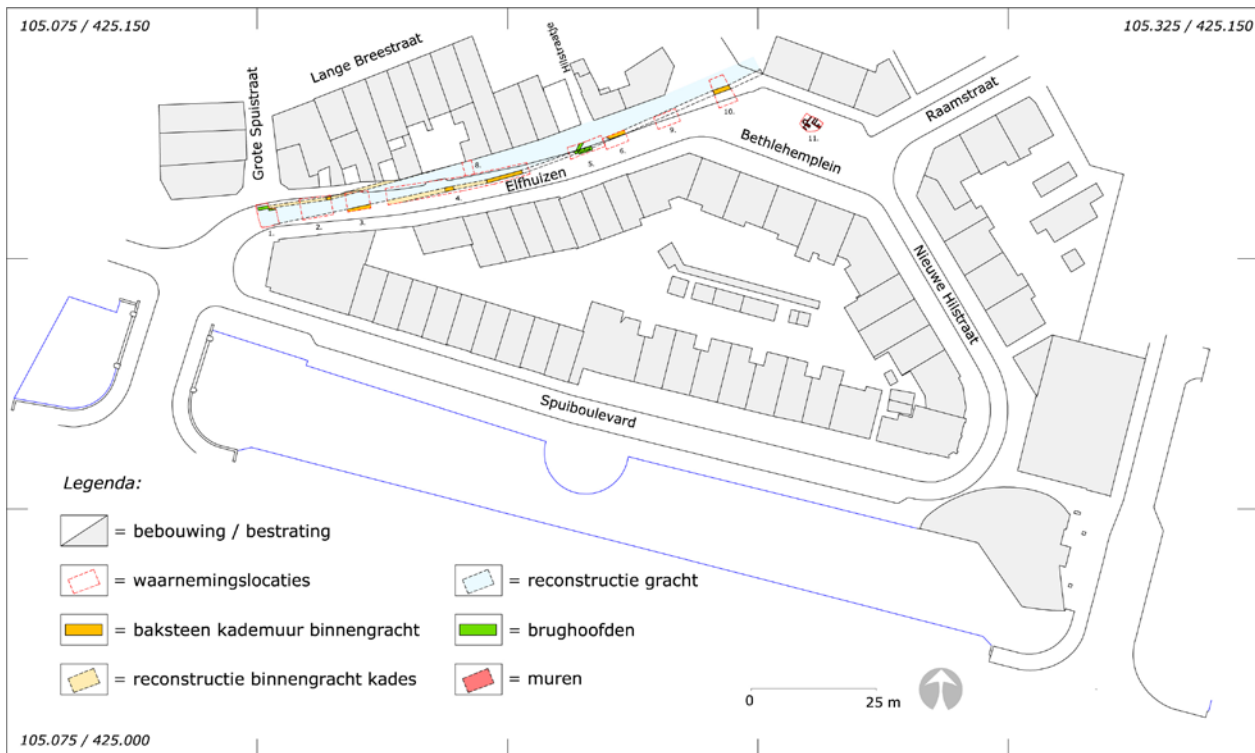 105.075 / 425.150
105.325 / 425.150
Lange Breestraat
Hilstraatje
Grote Spuistraat
Raamstraat
Bethlehemplein
Elfhuizen
1.
2.
3.
4.
5.
6.
8.
9.
10.
11.
Nieuwe Hilstraat
Spuiboulevard
Legenda:
= bebouwing / bestrating
= waarnemingslocaties
= baksteen kademuur binnengracht
= reconstructie binnengracht kades
= reconstructie gracht
= brughoofden
= muren
0
25 m
105.075 / 425.000